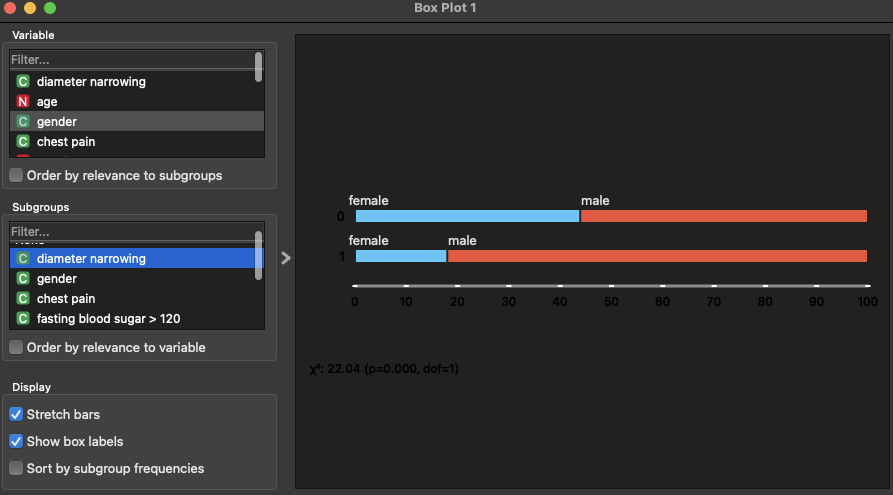 Box Plot 1
Variable
Filter...
C diameter narrowing
N age
C gender
C chest pain
Order by relevance to subgroups
Subgroups
Filter...
C diameter narrowing
C gender
C chest pain
C fasting blood sugar > 120
Order by relevance to variable
Display
Stretch bars
Show box labels
Sort by subgroup frequencies
female male
0
female male
1
0 10 20 30 40 50 60 70 80 90 100
χ²: 22.04 (p=0.000, dof=1)